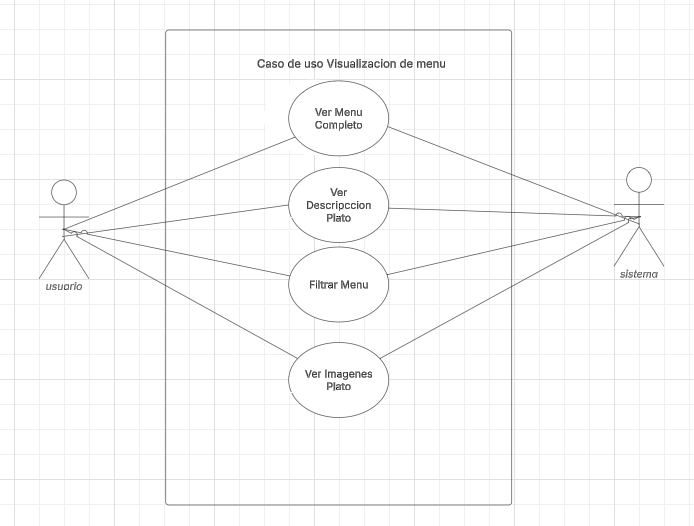 Caso de uso Visualizacion de menu
Ver Menu
Completo
Ver
Descripccion
Plato
Filtrar Menu
Ver Imagenes
Plato
usuario
sistema